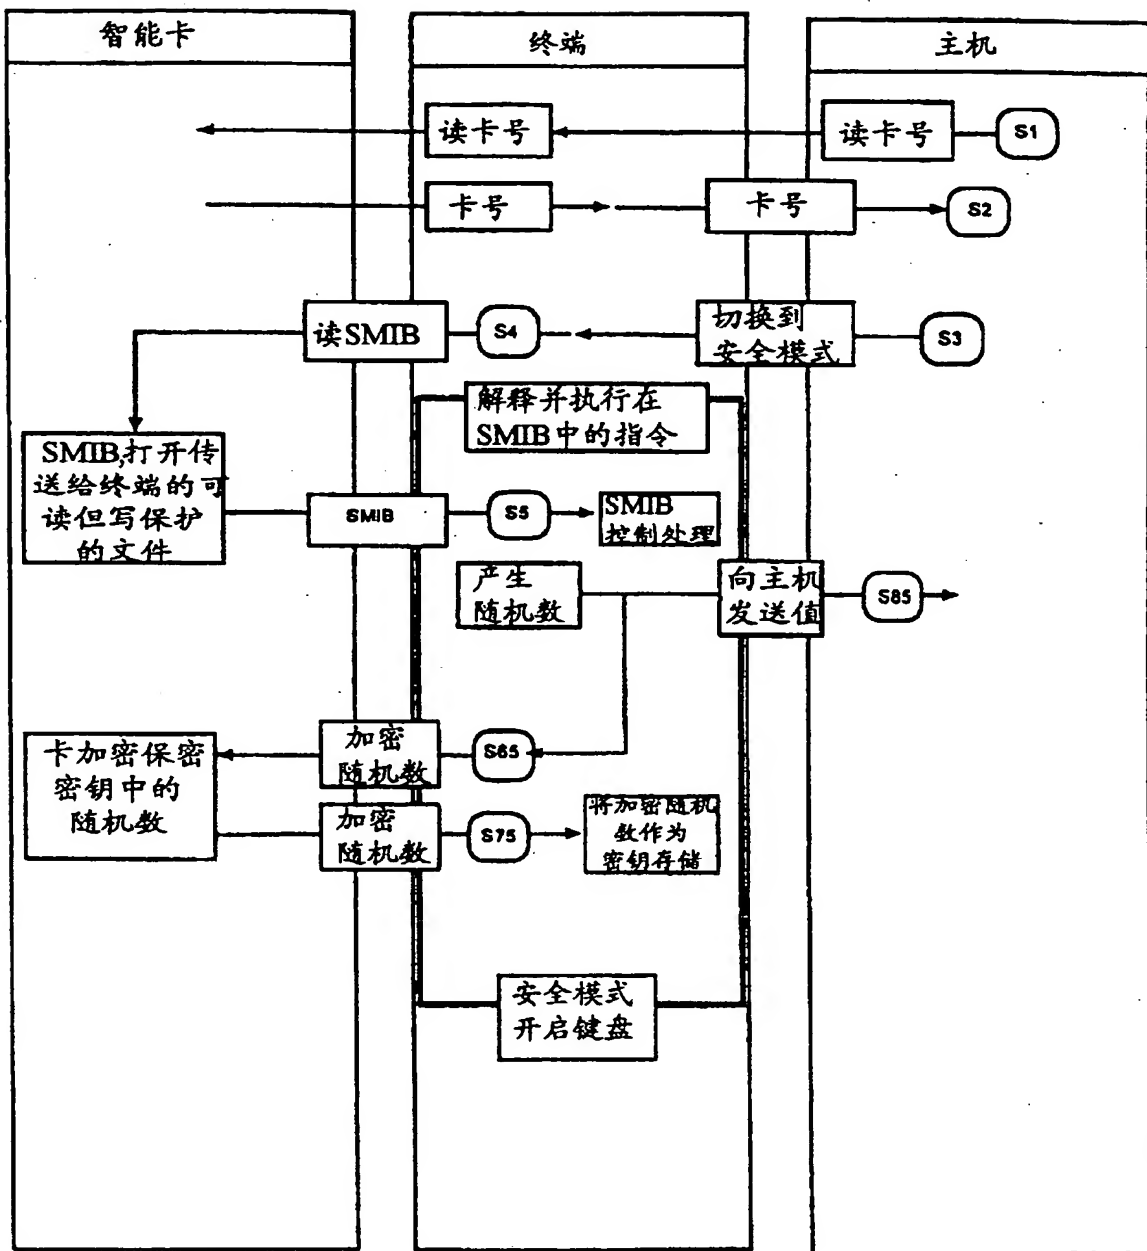 智能卡
终端
主机
读卡号
读卡号
S1
卡号
卡号
S2
读SMIB
S4
切换到
安全模式
S3
解释并执行在
SMIB中的指令
SMIB,打开传
送给终端的可
读但写保护
的文件
SMIB
S5
SMIB
控制处理
产生
随机数
向主机
发送值
S85
卡加密保密
密钥中的
随机数
加密
随机数
S65
加密
随机数
S75
将加密随机
数作为
密钥存储
安全模式
开启键盘